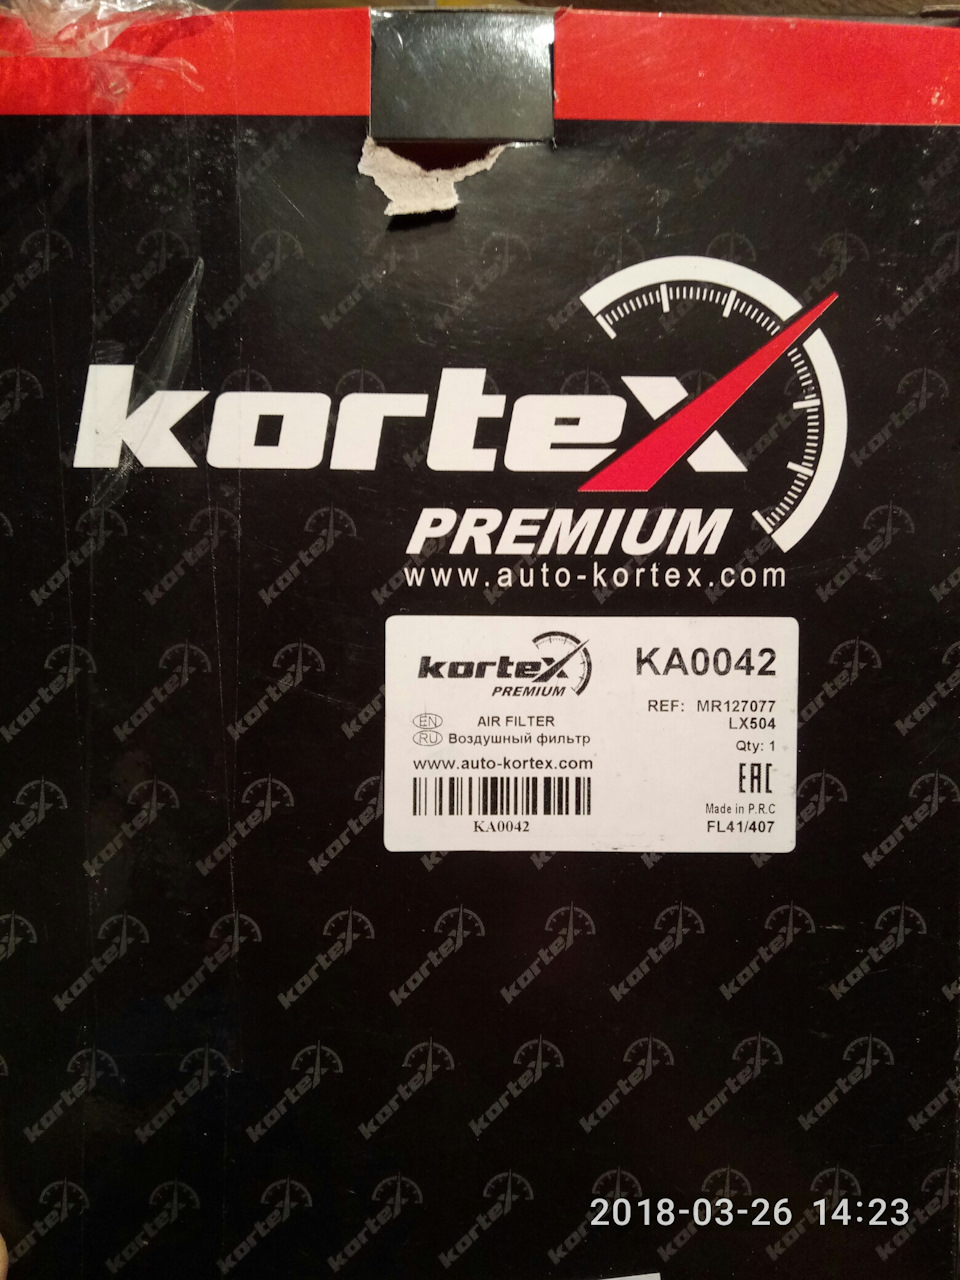 kortex
PREMIUM
www.auto-kortex.com
kortex
PREMIUM
KA0042
REF: MR127077
LX504
EN AIR FILTER
RU Воздушный фильтр
Qty: 1
www.auto-kortex.com
EAC
Made in P.R.C
KA0042
FL41/407
2018-03-26 14:23